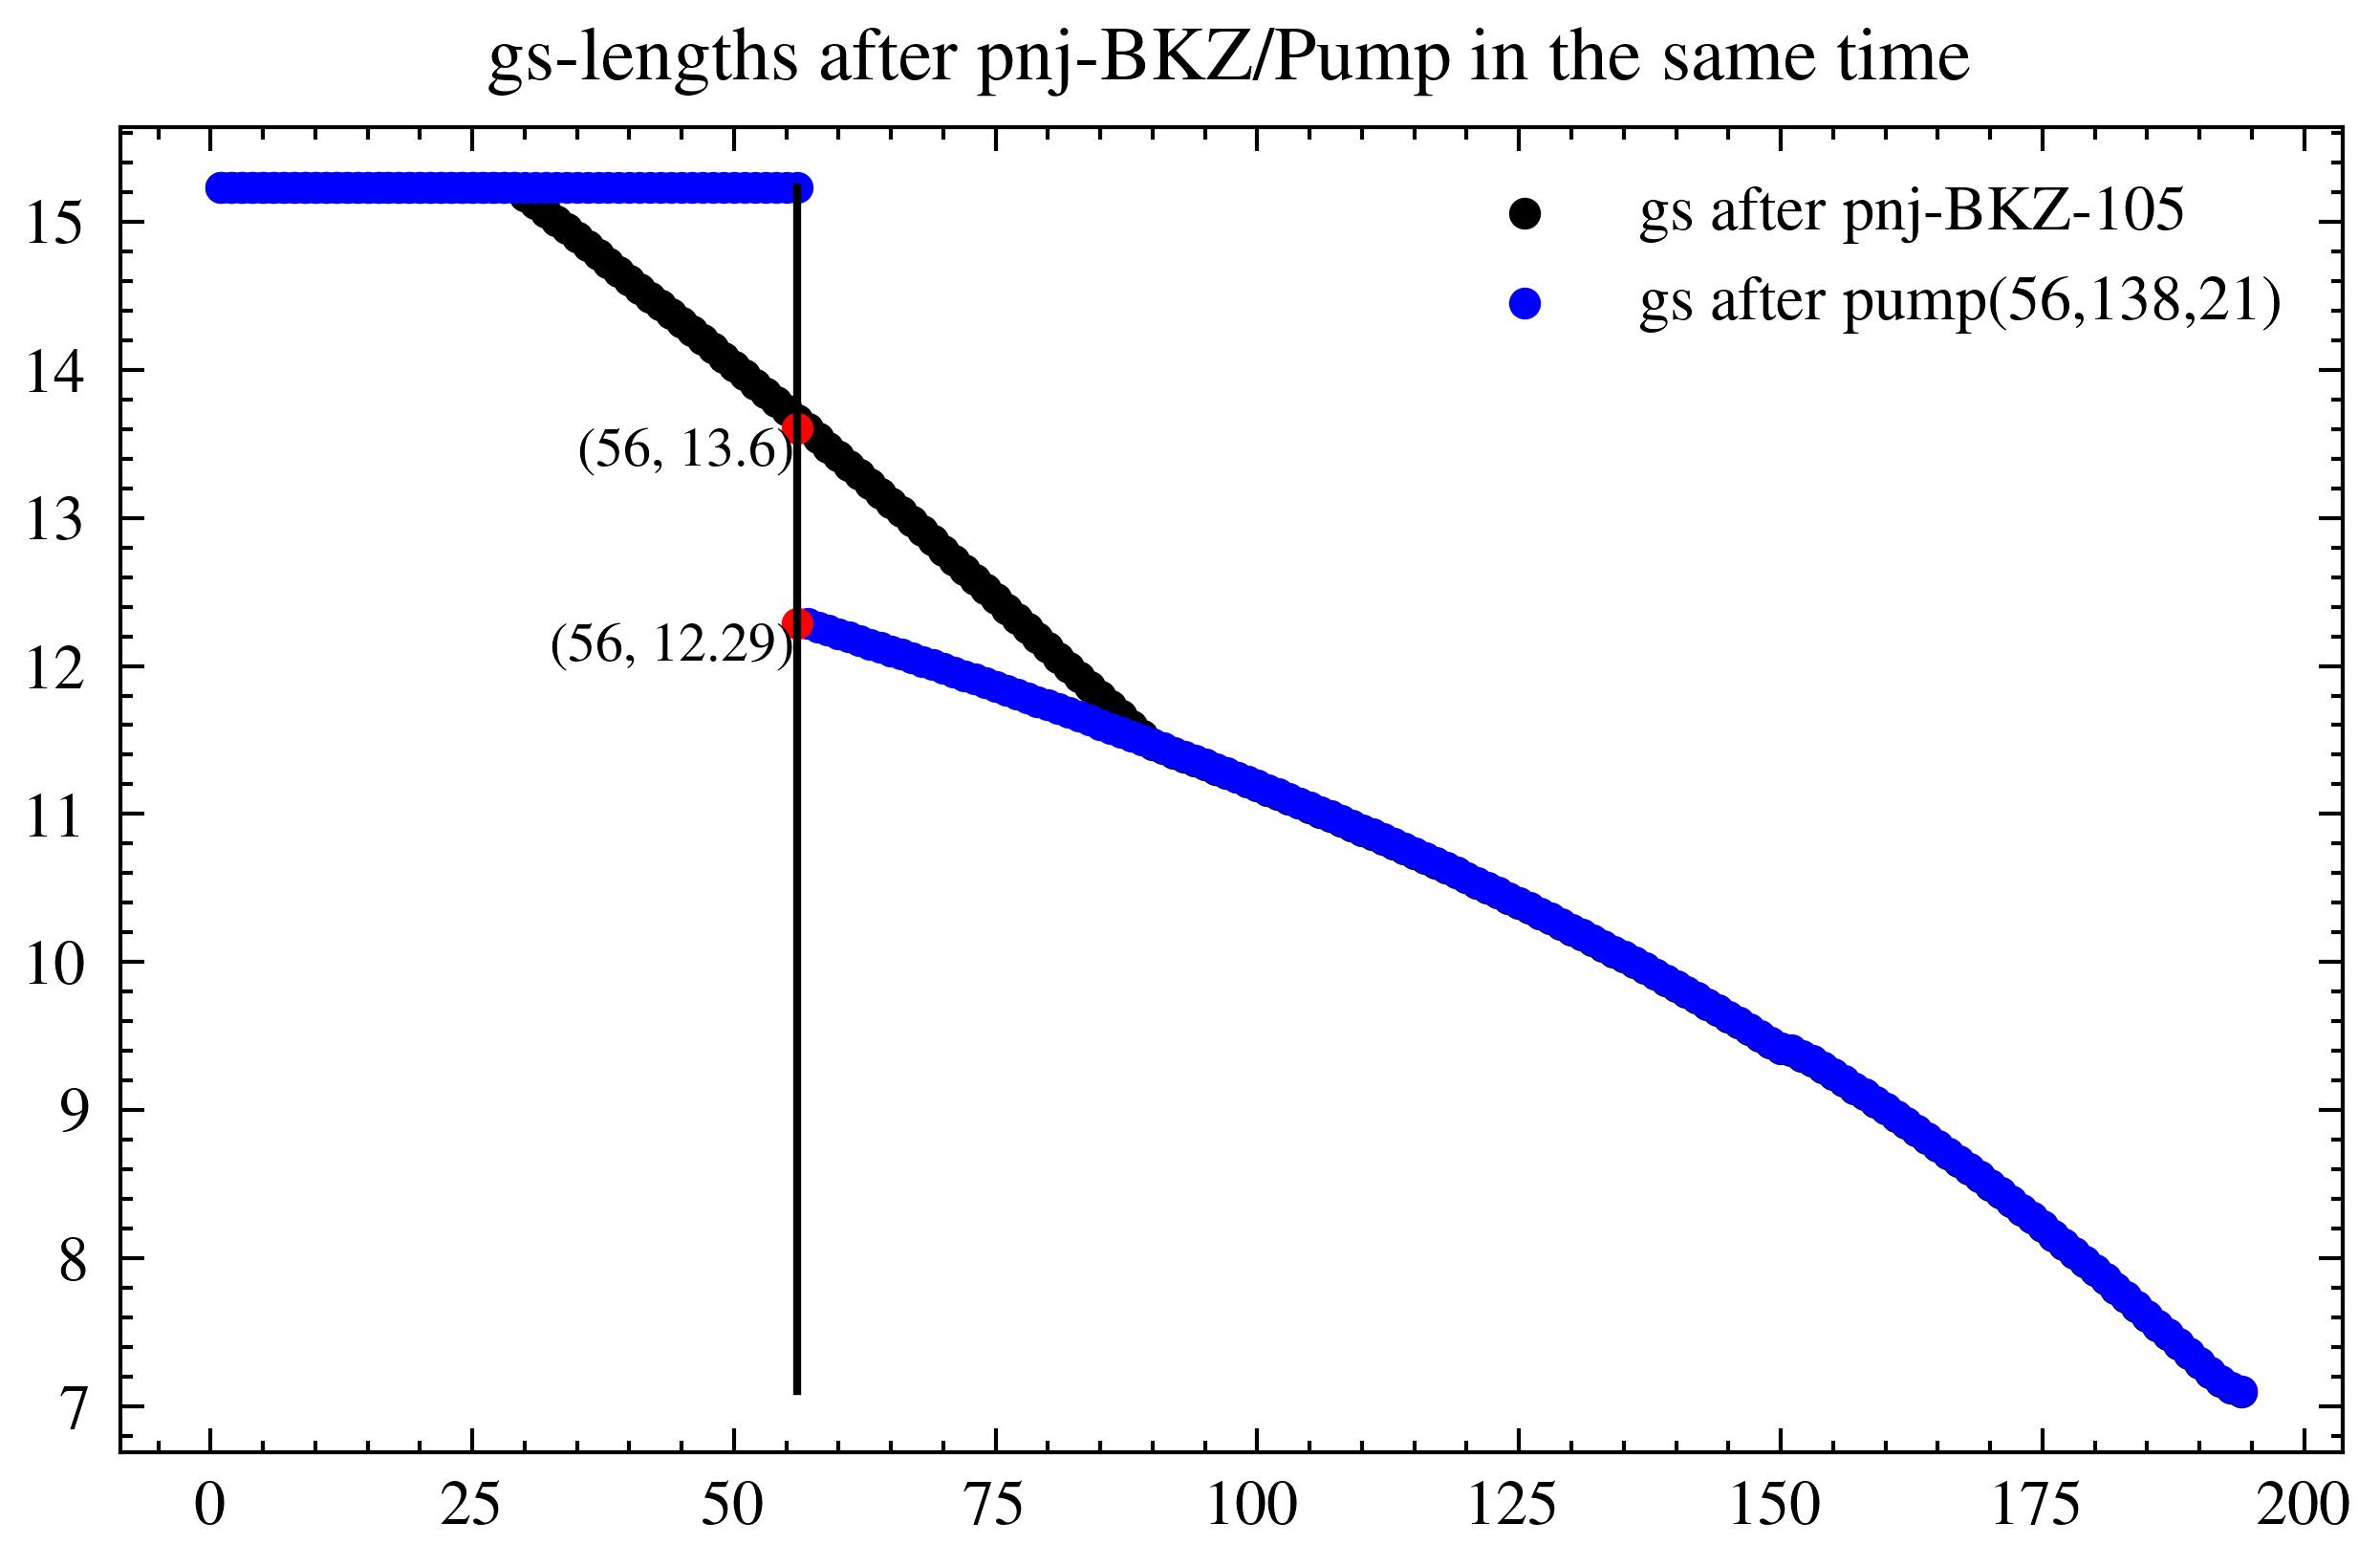 gs-lengths after pnj-BKZ/Pump in the same time
gs after pnj-BKZ-105
gs after pump(56,138,21)
15
14
(56, 13.6)
13
(56, 12.29)
12
11
10
9
8
7
0 25 50 75 100 125 150 175 200